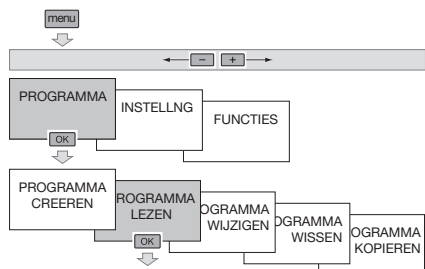 menu
− +
PROGRAMMA
INSTELLNG
FUNCTIES
OK
PROGRAMMA
CREEREN
ROGRAMMA
LEZEN
OGRAMMA
WIJZIGEN
OGRAMMA
WISSEN
OGRAMMA
KOPIEREN
OK